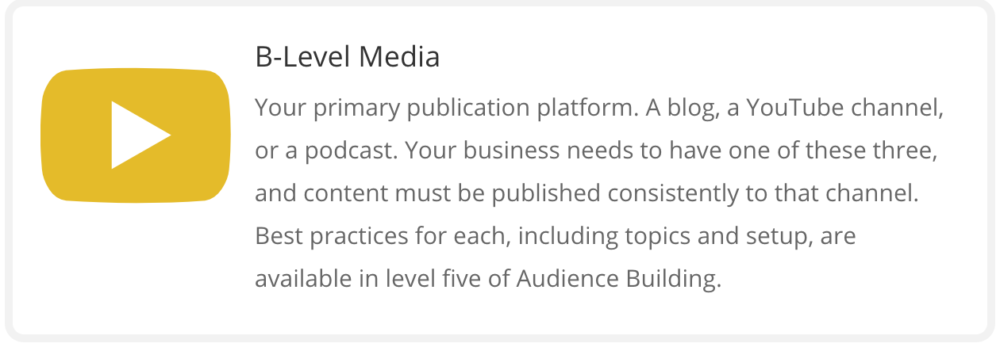 B-Level Media
Your primary publication platform. A blog, a YouTube channel,
or a podcast. Your business needs to have one of these three,
and content must be published consistently to that channel.
Best practices for each, including topics and setup, are
available in level five of Audience Building.